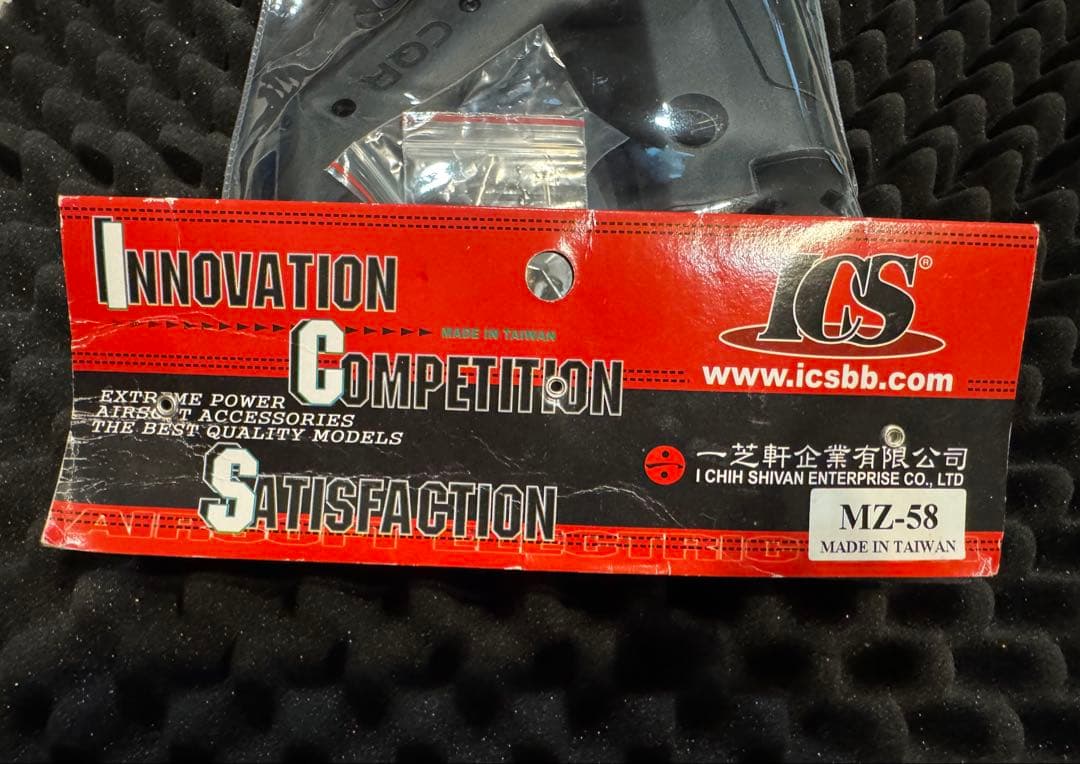 CQR
INNOVATION
MADE IN TAIWAN
COMPETITION
EXTREME POWER
AIRSOFT ACCESSORIES
THE BEST QUALITY MODELS
SATISFACTION
ICS®
www.icsbb.com
一芝軒企業有限公司
I CHIH SHIVAN ENTERPRISE CO., LTD
MZ-58
MADE IN TAIWAN